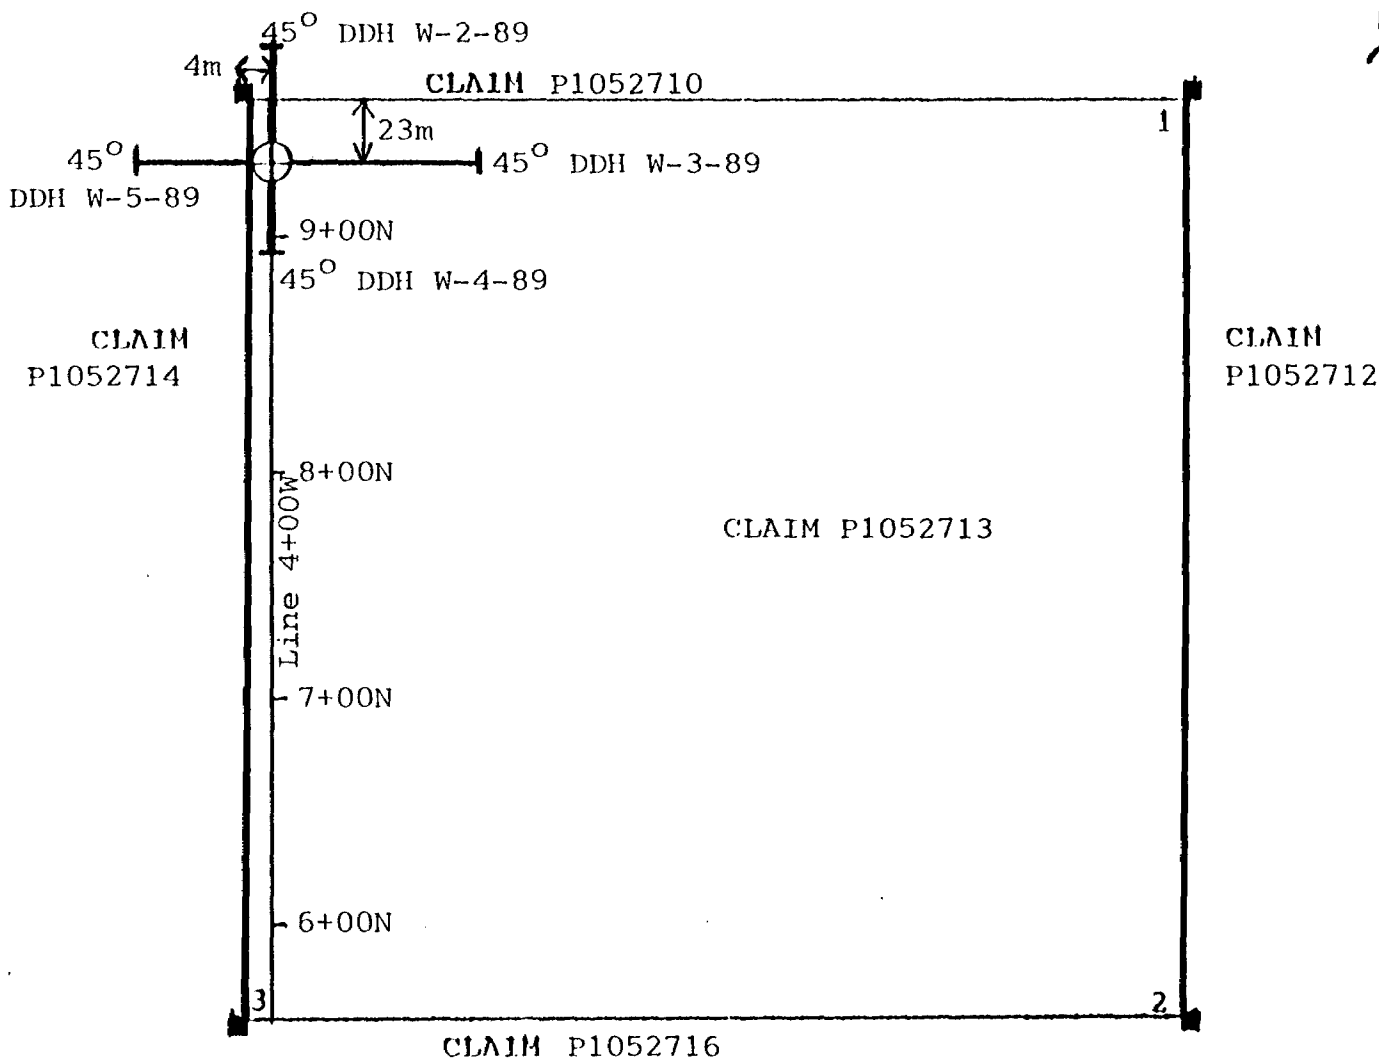 45° DDH W-2-89
4m
CLAIM P1052710
1
23m
45°
DDH W-5-89
45° DDH W-3-89
9+00N
45° DDH W-4-89
CLAIM
P1052714
CLAIM
P1052712
8+00N
Line 4+00W
CLAIM P1052713
7+00N
6+00N
3
2
CLAIM P1052716